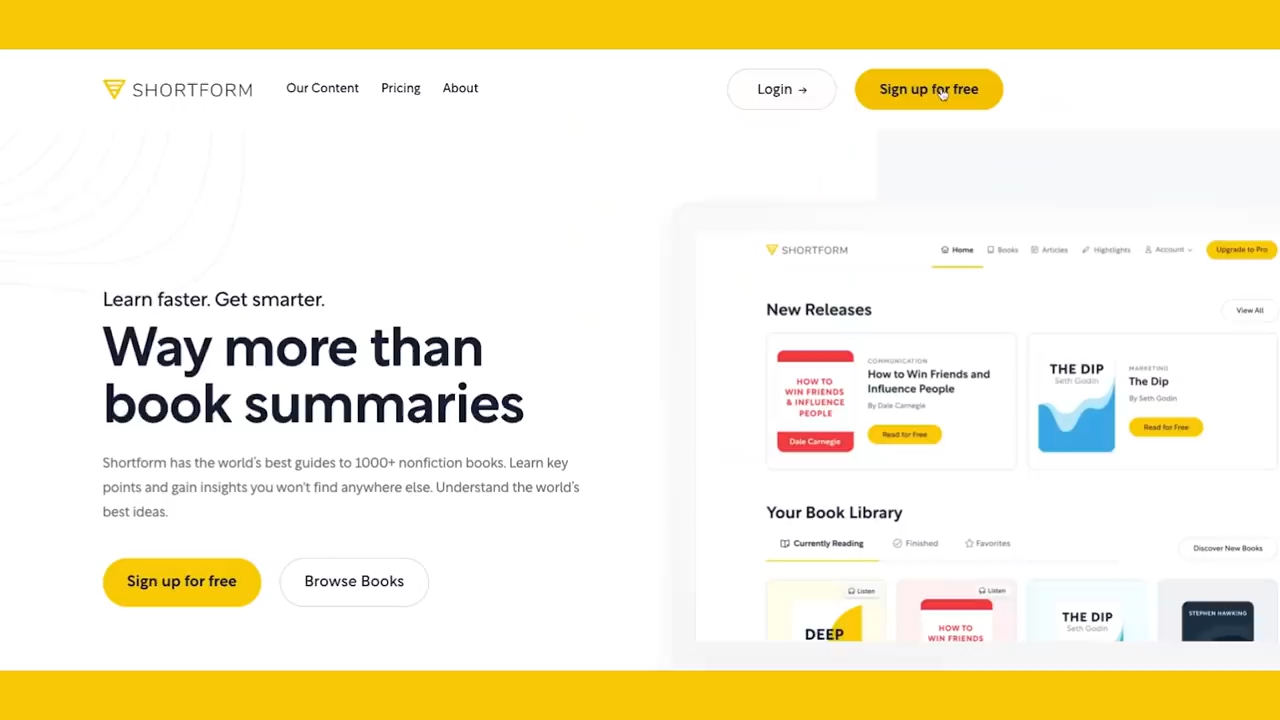 SHORTFORM
Our Content
Pricing
About
Login →
Sign up for free
Learn faster. Get smarter.
Way more than
book summaries
Shortform has the world's best guides to 1000+ nonfiction books. Learn key
points and gain insights you won't find anywhere else. Understand the world's
best ideas.
Sign up for free
Browse Books
SHORTFORM
Home
Books
Articles
Hightlights
Account
Upgrade to Pro
New Releases
View All
HOW TO
WIN FRIENDS
& INFLUENCE
PEOPLE
Dale Carnegie
COMMUNICATION
How to Win Friends and
Influence People
By Dale Carnegie
Read for Free
THE DIP
Seth Godin
MARKETING
The Dip
By Seth Godin
Read for Free
Your Book Library
Currently Reading
Finished
Favorites
Discover New Books
Listen
DEEP
Listen
HOW TO
WIN FRIENDS
THE DIP
Seth Godin
STEPHEN HAWKING